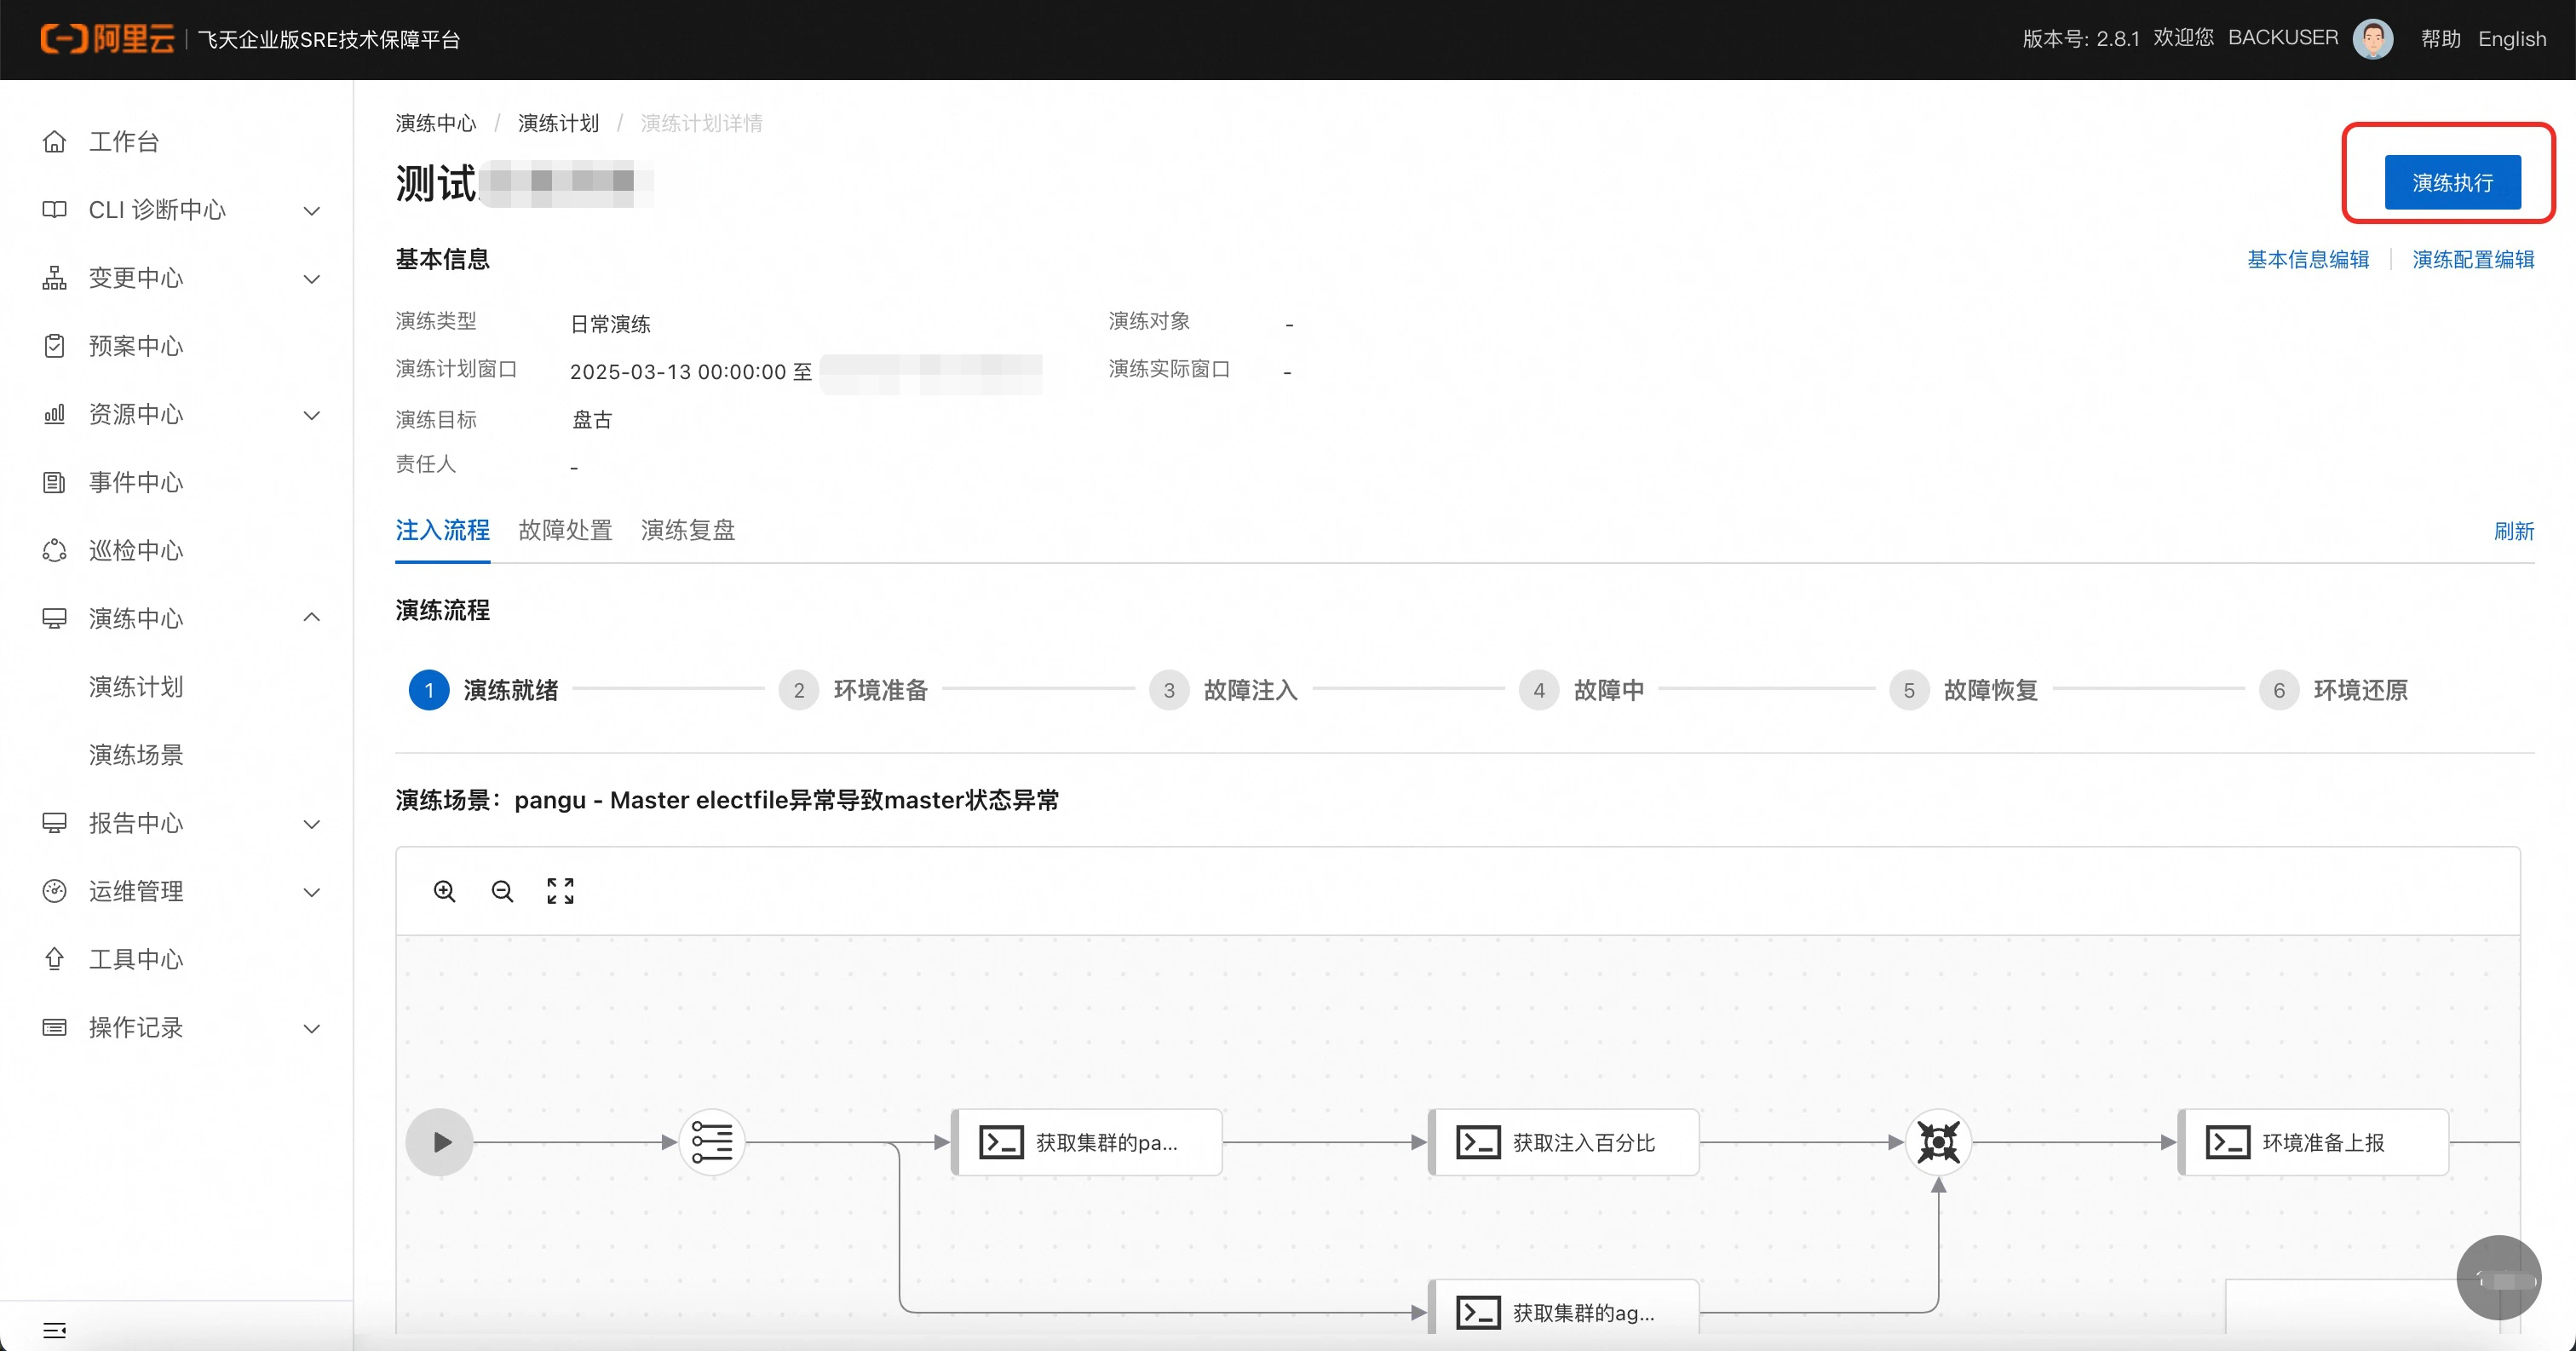 阿里云 飞天企业版SRE技术保障平台 版本号: 2.8.1 欢迎您 BACKUSER 帮助 English
工作台
CLI 诊断中心
变更中心
预案中心
资源中心
事件中心
巡检中心
演练中心
演练计划
演练场景
报告中心
运维管理
工具中心
操作记录
演练中心 / 演练计划 / 演练计划详情
测试
演练执行
基本信息
基本信息编辑 演练配置编辑
演练类型 日常演练 演练对象 -
演练计划窗口 2025-03-13 00:00:00 至 演练实际窗口 -
演练目标 盘古
责任人 -
注入流程 故障处置 演练复盘 刷新
演练流程
1 演练就绪 2 环境准备 3 故障注入 4 故障中 5 故障恢复 6 环境还原
演练场景：pangu - Master electfile异常导致master状态异常
获取集群的pa... 获取注入百分比 环境准备上报
获取集群的ag...